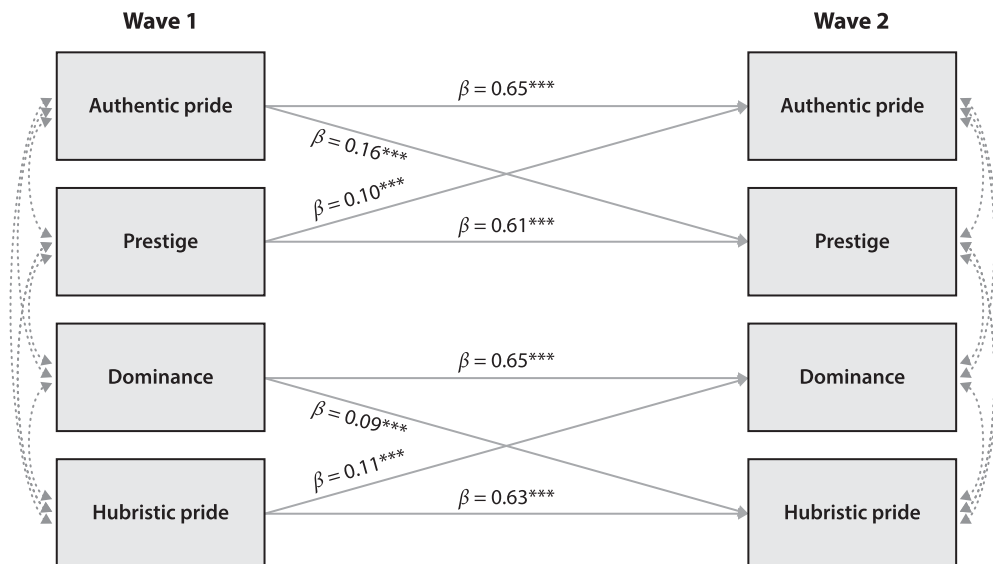 Wave 1
Wave 2
Authentic pride
β = 0.65***
Authentic pride
β = 0.16***
β = 0.10***
Prestige
β = 0.61***
Prestige
Dominance
β = 0.65***
Dominance
β = 0.09***
β = 0.11***
Hubristic pride
β = 0.63***
Hubristic pride